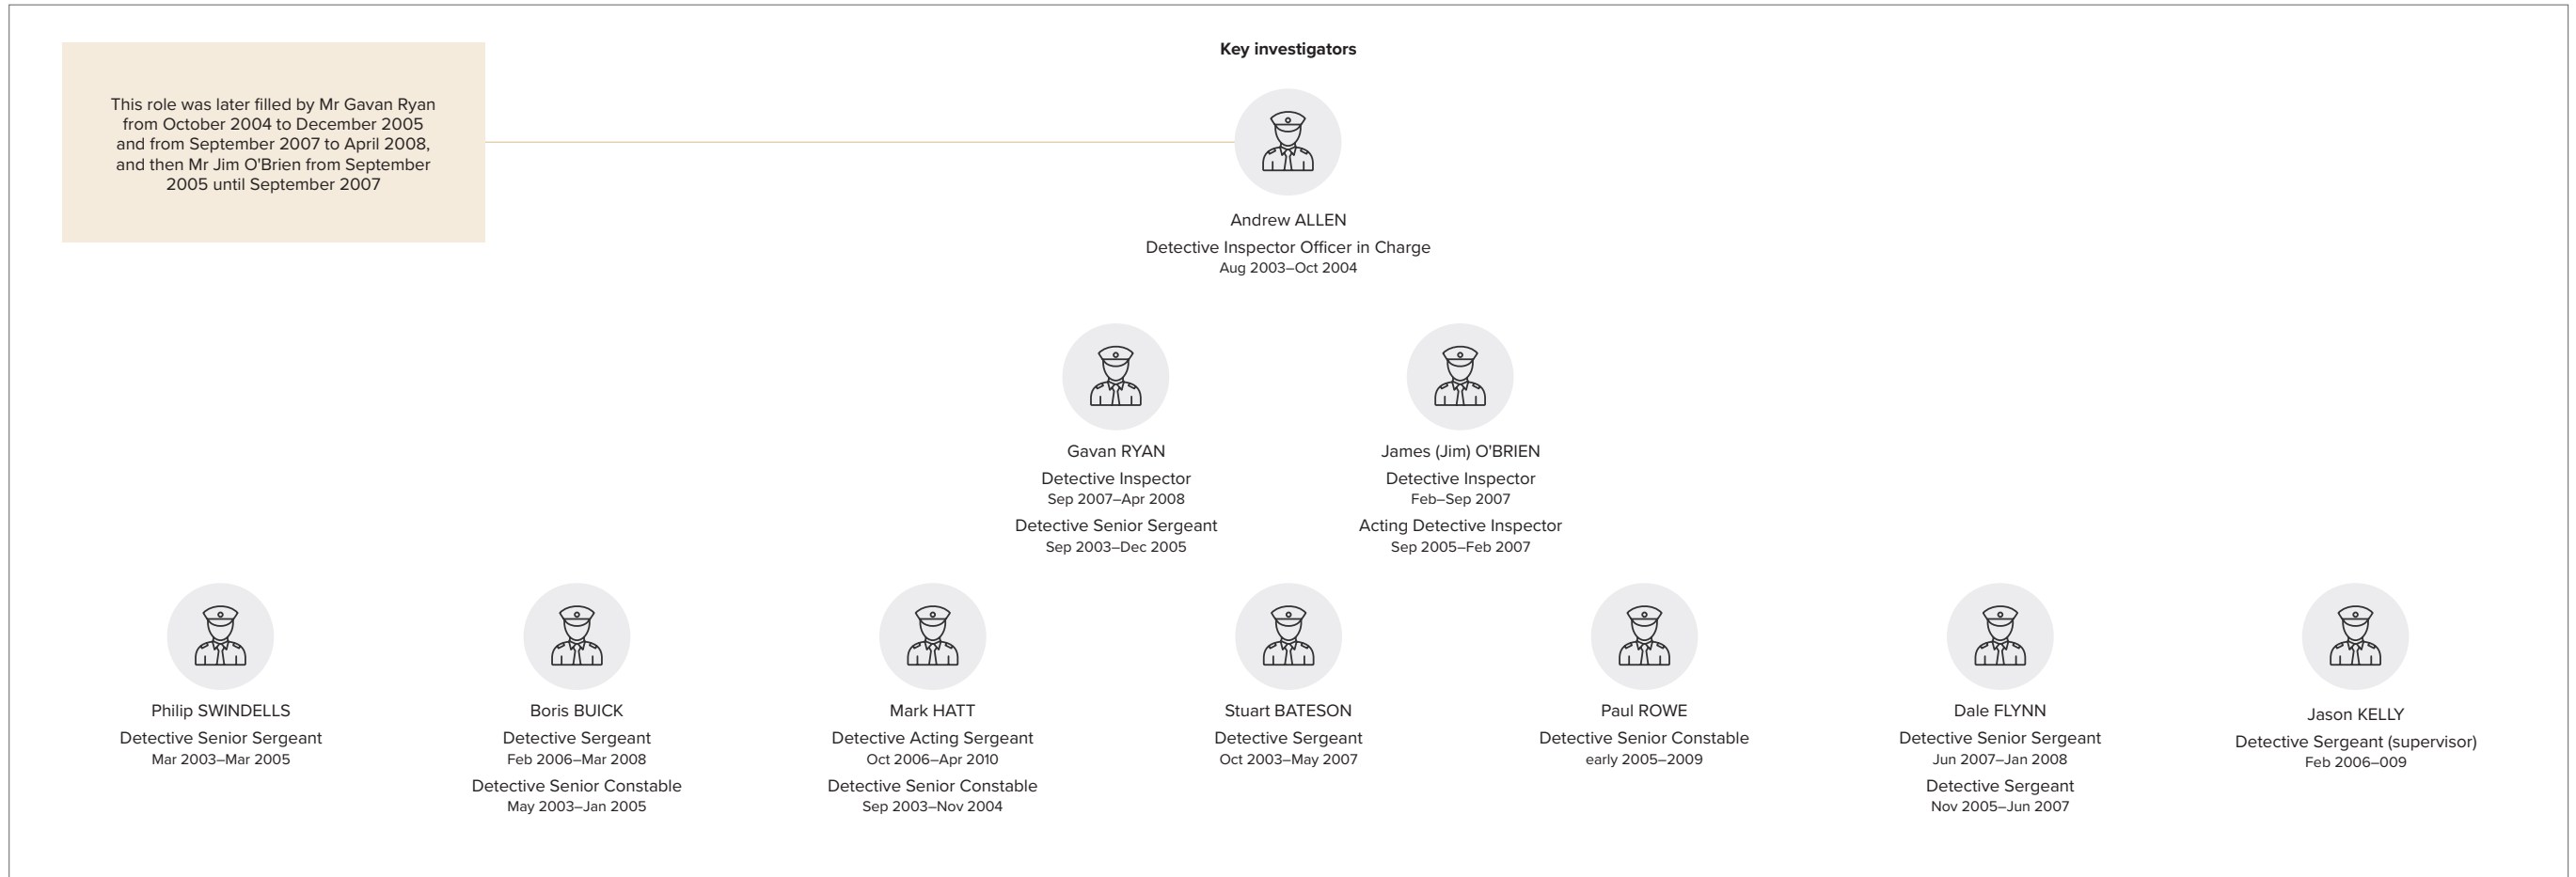 Key investigators
This role was later filled by Mr Gavan Ryan
from October 2004 to December 2005
and from September 2007 to April 2008,
and then Mr Jim O'Brien from September
2005 until September 2007
Andrew ALLEN
Detective Inspector Officer in Charge
Aug 2003–Oct 2004
Gavan RYAN
Detective Inspector
Sep 2007–Apr 2008
Detective Senior Sergeant
Sep 2003–Dec 2005
James (Jim) O'BRIEN
Detective Inspector
Feb–Sep 2007
Acting Detective Inspector
Sep 2005–Feb 2007
Philip SWINDELLS
Detective Senior Sergeant
Mar 2003–Mar 2005
Boris BUICK
Detective Sergeant
Feb 2006–Mar 2008
Detective Senior Constable
May 2003–Jan 2005
Mark HATT
Detective Acting Sergeant
Oct 2006–Apr 2010
Detective Senior Constable
Sep 2003–Nov 2004
Stuart BATESON
Detective Sergeant
Oct 2003–May 2007
Paul ROWE
Detective Senior Constable
early 2005–2009
Dale FLYNN
Detective Senior Sergeant
Jun 2007–Jan 2008
Detective Sergeant
Nov 2005–Jun 2007
Jason KELLY
Detective Sergeant (supervisor)
Feb 2006–009